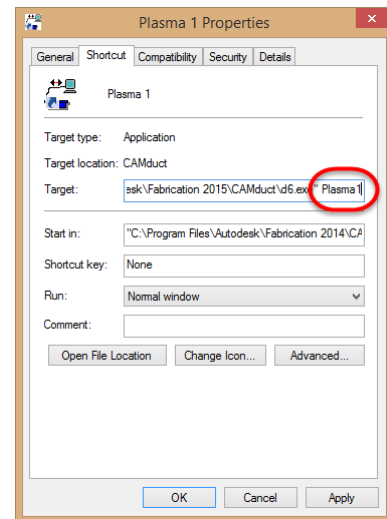 Plasma 1 Properties
General Shortcut Compatibility Security Details
Plasma 1
Target type: Application
Target location: CAMduct
Target: esk\Fabrication 2015\CAMduct\d6.exe" Plasma1
Start in: "C:\Program Files\Autodesk\Fabrication 2014\CA
Shortcut key: None
Run: Normal window
Comment:
Open File Location Change Icon... Advanced...
OK Cancel Apply